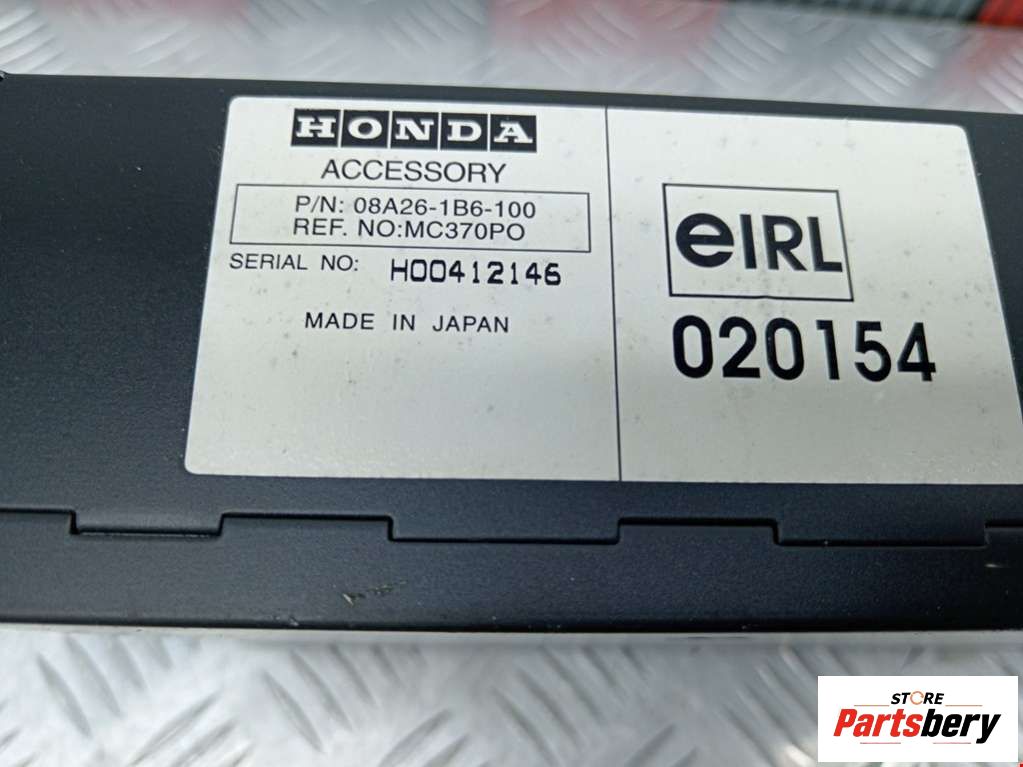 HONDA
ACCESSORY
P/N: 08A26-1B6-100
REF. NO:MC370PO
SERIAL NO: H00412146
MADE IN JAPAN
eIRL
020154
STORE
Partsbery